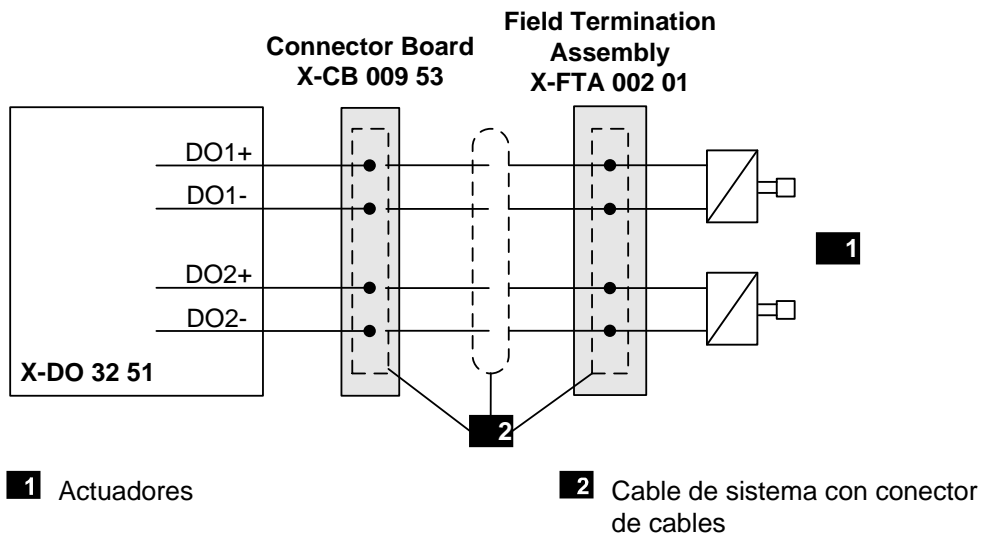 Field Termination
Assembly
X-FTA 002 01
Connector Board
X-CB 009 53
DO1+
DO1-
DO2+
DO2-
X-DO 32 51
1
2
1 Actuadores
2 Cable de sistema con conector
de cables